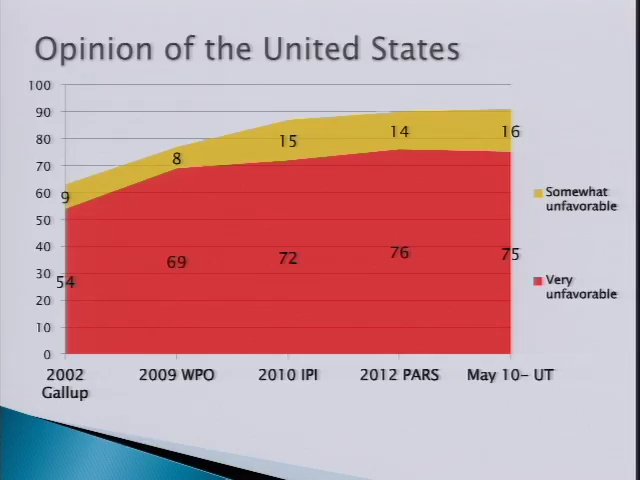 Opinion of the United States
100
90
80
70
60
50
40
30
20
10
0
9
8
15
14
16
54
69
72
76
75
2002
Gallup
2009 WPO
2010 IPI
2012 PARS
May 10- UT
Somewhat
unfavorable
Very
unfavorable